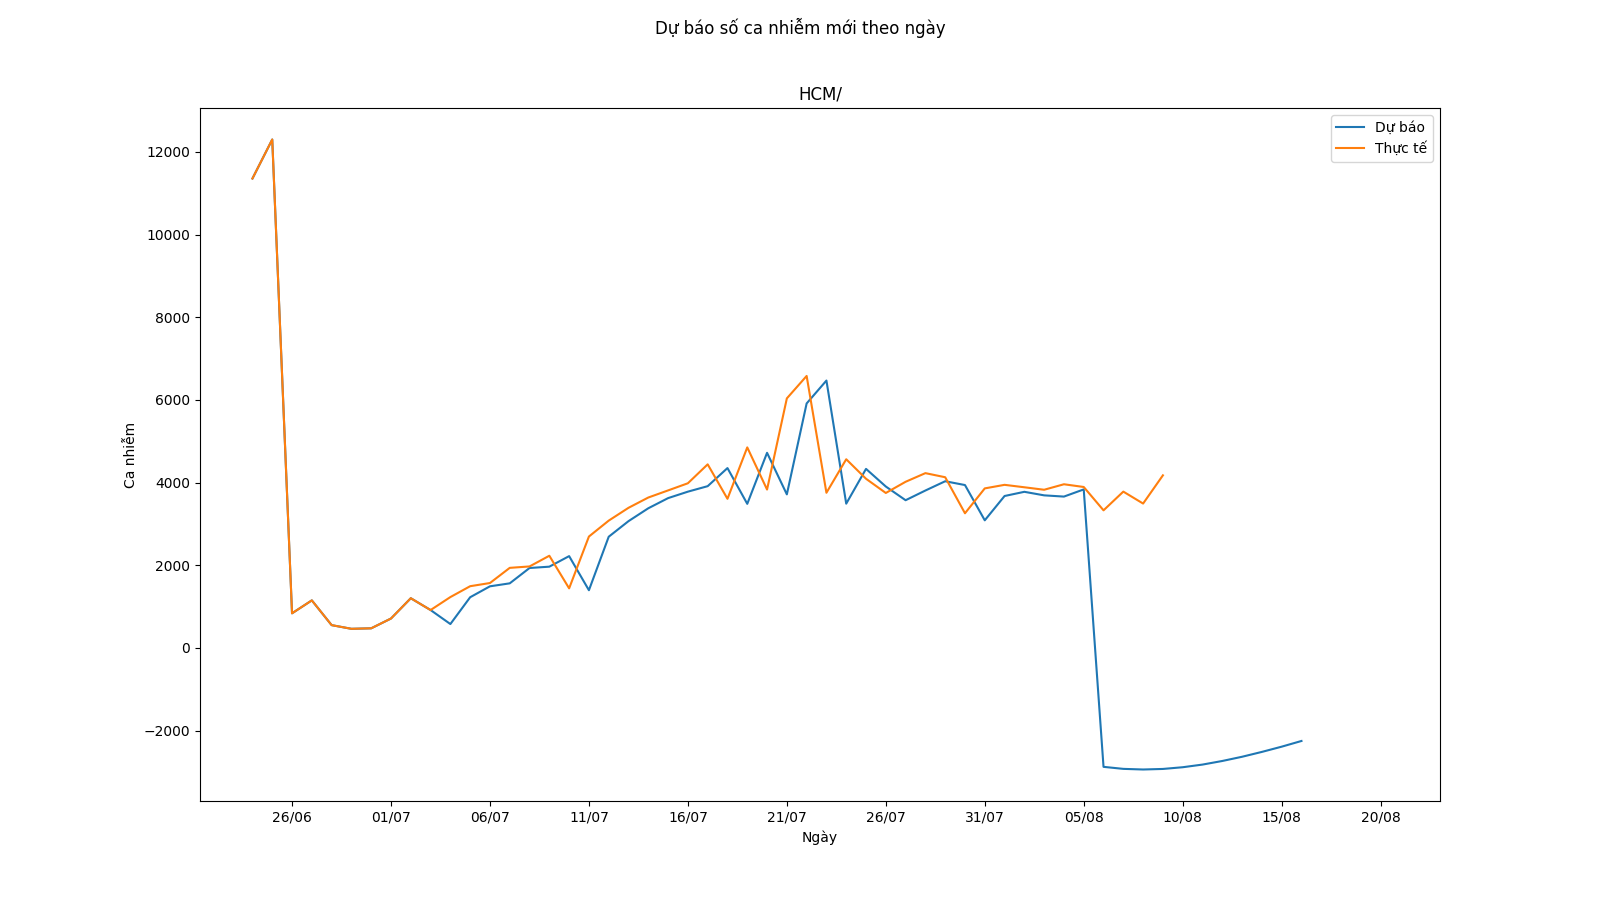 Dự báo số ca nhiễm mới theo ngày
HCM/
Dự báo
Thực tế
12000
10000
8000
6000
4000
2000
0
−2000
Ca nhiễm
26/06 01/07 06/07 11/07 16/07 21/07 26/07 31/07 05/08 10/08 15/08 20/08
Ngày